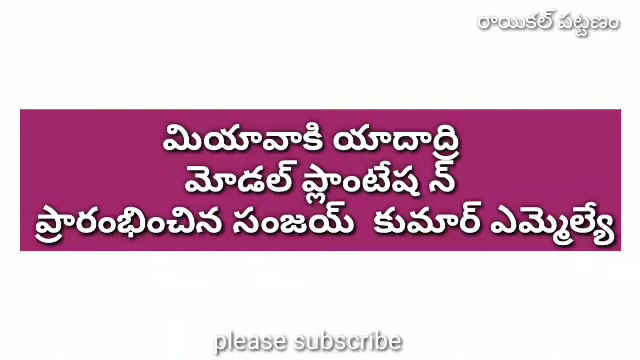 రాయికల్ పట్టణం
మియావాకి యాదాద్రి
మోడల్ ప్లాంటేష న్
ప్రారంభించిన సంజయ్ కుమార్ ఎమ్మెల్యే
please subscribe